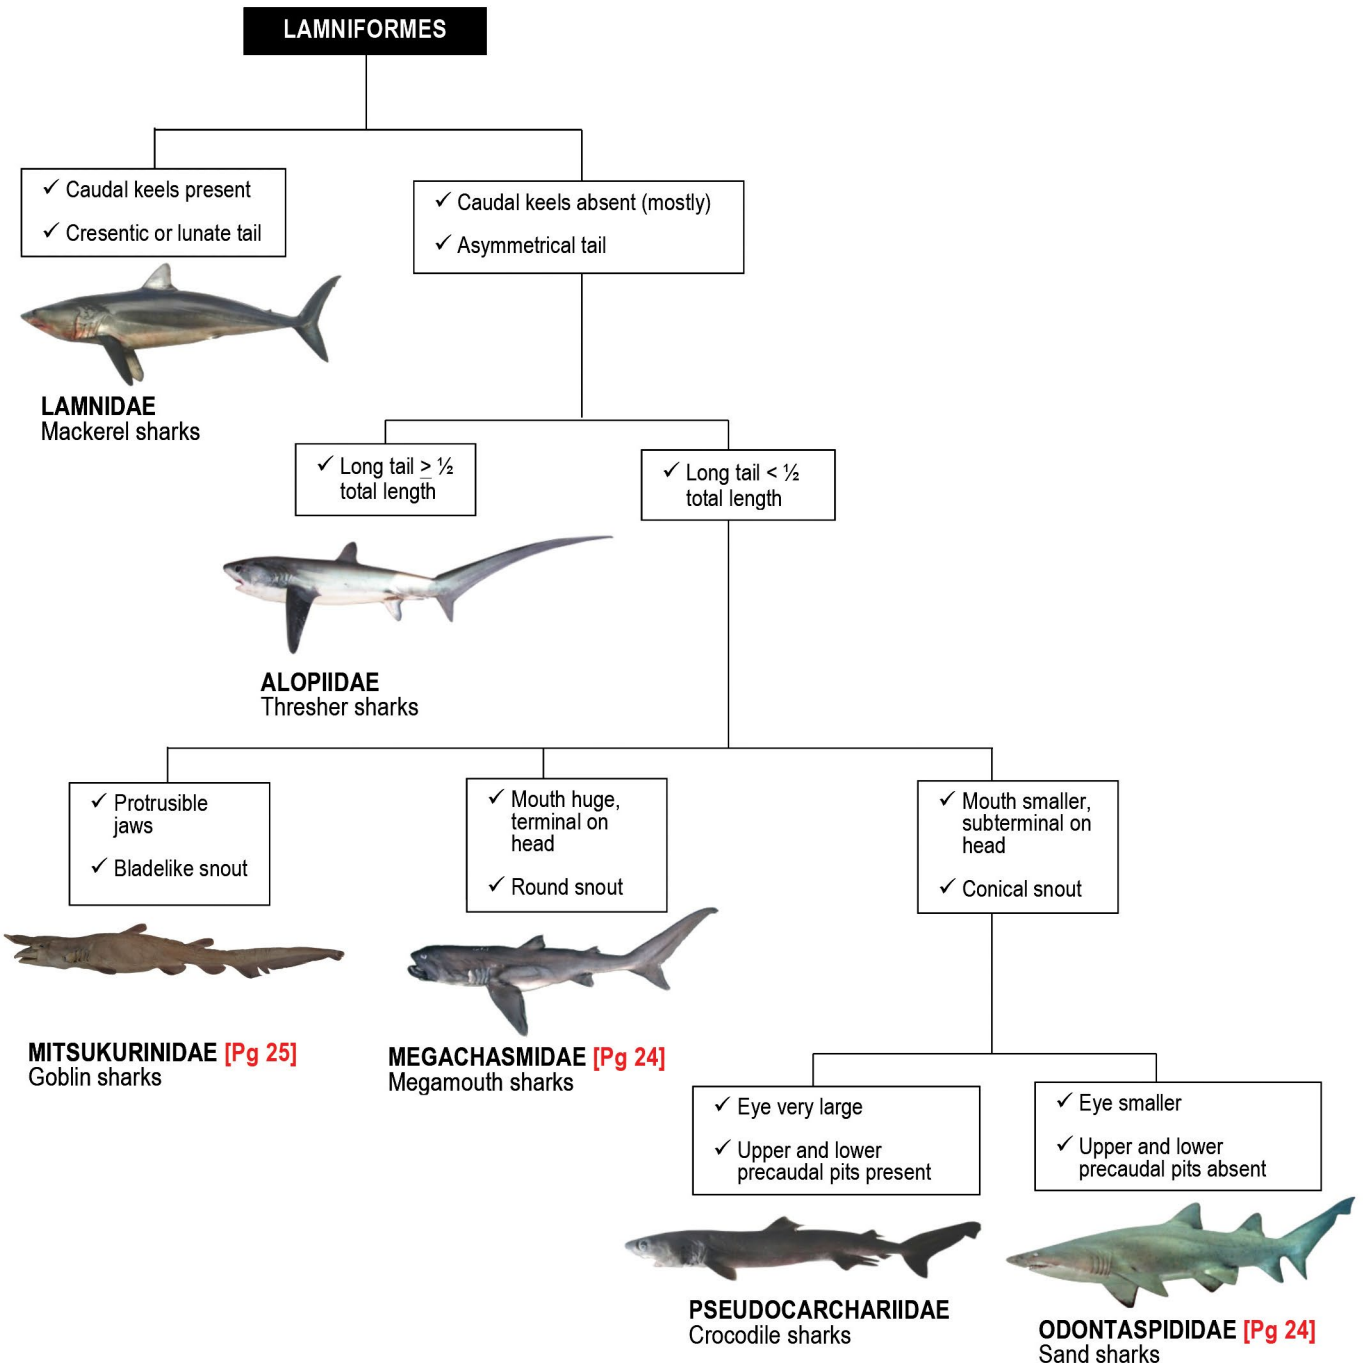 LAMNIFORMES
✓ Caudal keels present
✓ Cresentic or lunate tail
✓ Caudal keels absent (mostly)
✓ Asymmetrical tail
LAMNIDAE
Mackerel sharks
✓ Long tail ≥ ½
total length
✓ Long tail < ½
total length
ALOPIIDAE
Thresher sharks
✓ Protrusible
jaws
✓ Bladelike snout
✓ Mouth huge,
terminal on
head
✓ Round snout
✓ Mouth smaller,
subterminal on
head
✓ Conical snout
MITSUKURINIDAE [Pg 25]
Goblin sharks
MEGACHASMIDAE [Pg 24]
Megamouth sharks
✓ Eye very large
✓ Upper and lower
precaudal pits present
✓ Eye smaller
✓ Upper and lower
precaudal pits absent
PSEUDOCARCHARIIDAE
Crocodile sharks
ODONTASPIDIDAE [Pg 24]
Sand sharks